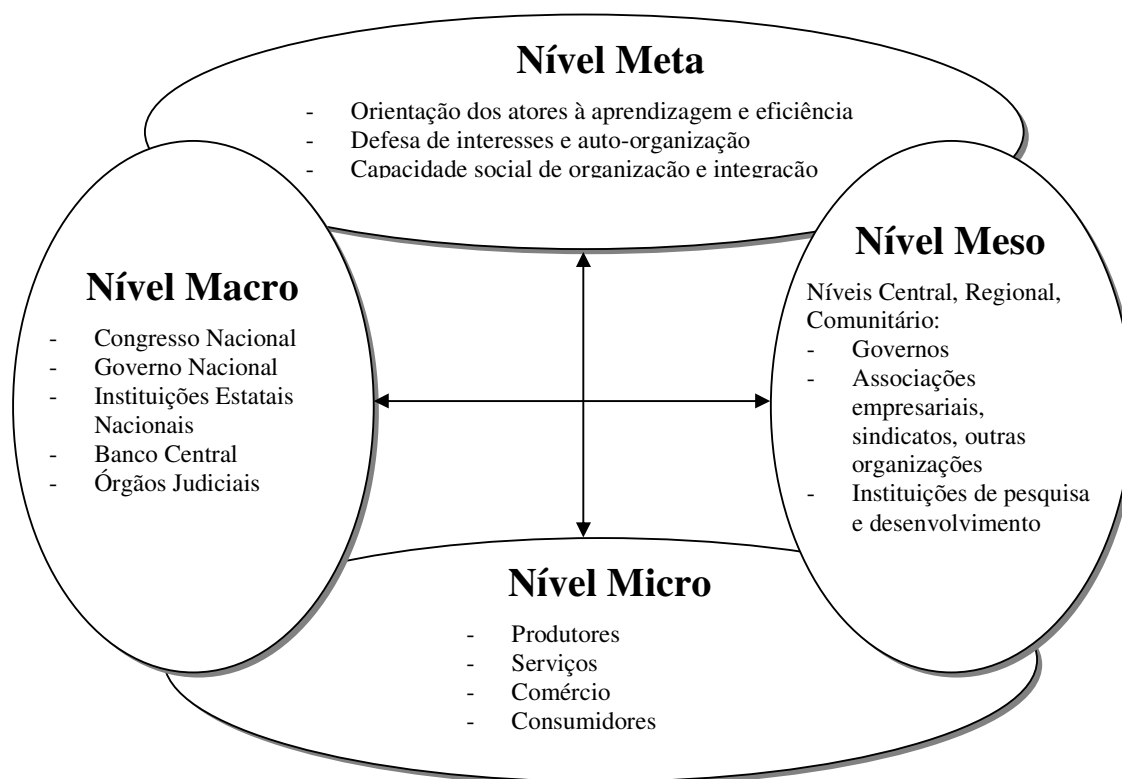 Nível Meta
- Orientação dos atores à aprendizagem e eficiência
- Defesa de interesses e auto-organização
- Capacidade social de organização e integração
Nível Macro
- Congresso Nacional
- Governo Nacional
- Instituições Estatais
Nacionais
- Banco Central
- Órgãos Judiciais
Nível Meso
Níveis Central, Regional,
Comunitário:
- Governos
- Associações
empresariais,
sindicatos, outras
organizações
- Instituições de pesquisa
e desenvolvimento
Nível Micro
- Produtores
- Serviços
- Comércio
- Consumidores